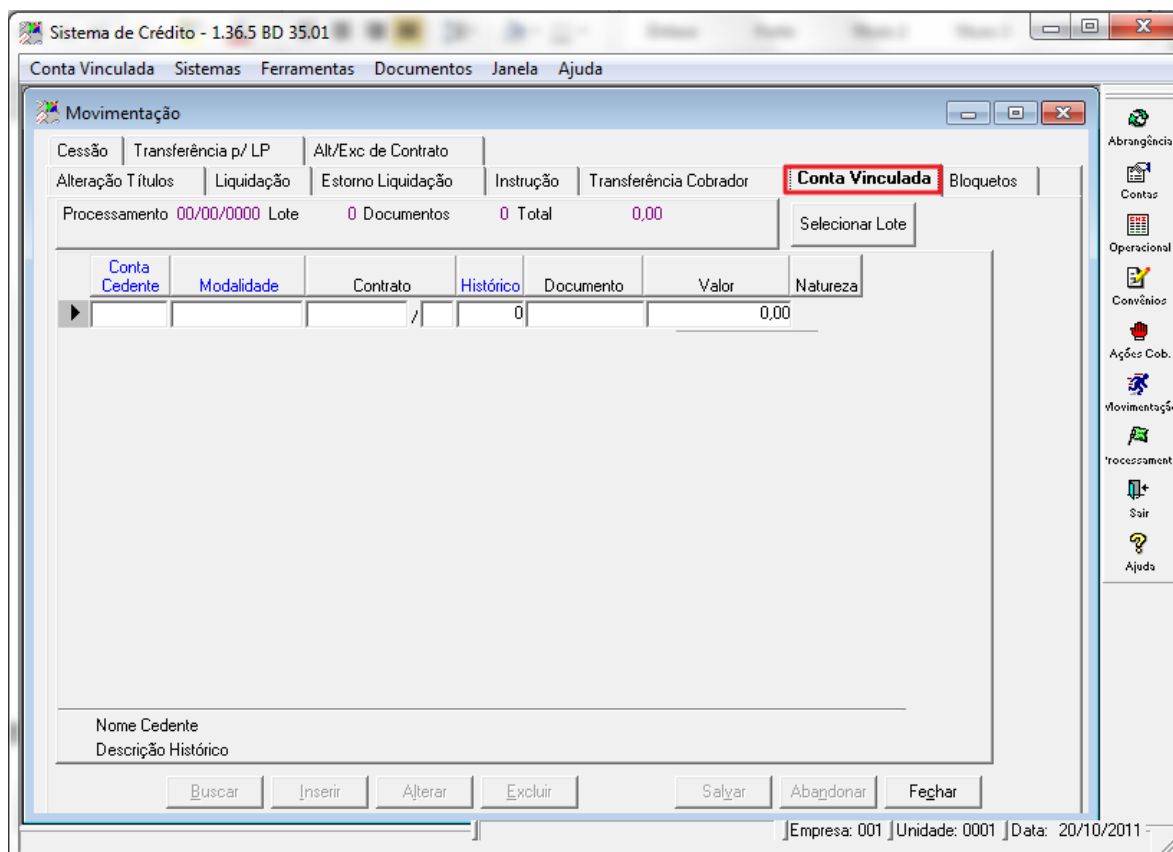 Sistema de Crédito - 1.36.5 BD 35.01
Conta Vinculada Sistemas Ferramentas Documentos Janela Ajuda
Movimentação
Cessão Transferência p/ LP Alt/Exc de Contrato
Alteração Títulos Liquidação Estorno Liquidação Instrução Transferência Cobrador Conta Vinculada Bloquetos
Processamento 00/00/0000 Lote 0 Documentos 0 Total 0,00 Selecionar Lote
Conta Cedente Modalidade Contrato Histórico Documento Valor Natureza
/ 0 0,00
Nome Cedente
Descrição Histórico
Buscar Inserir Alterar Excluir Salvar Abandonar Fechar
Abrangência
Contas
Operacional
Convênios
Ações Cob.
Movimentaçã
rocessament
Sair
Ajuda
Empresa: 001 Unidade: 0001 Data: 20/10/2011